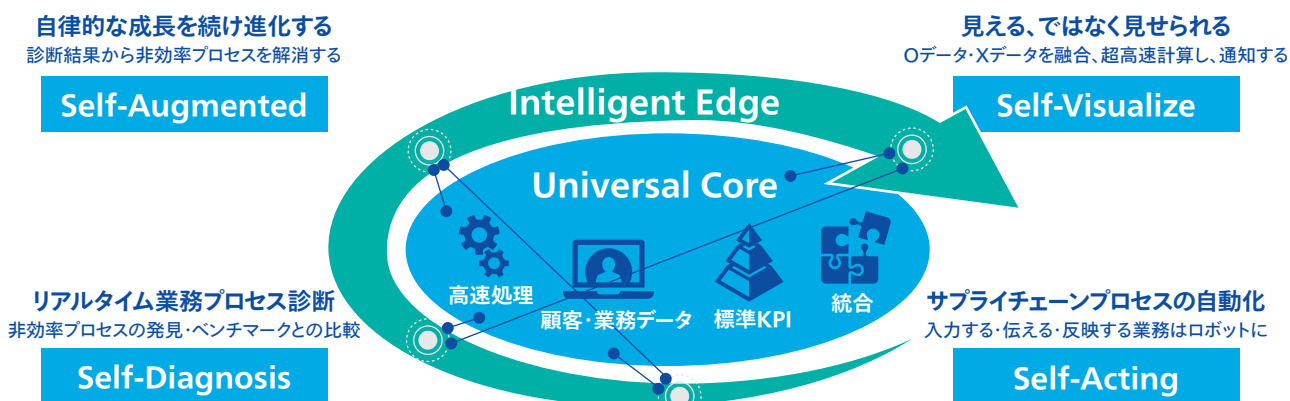 自律的な成長を続け進化する
診断結果から非効率プロセスを解消する
Self-Augmented
見える、ではなく見せられる
Oデータ・Xデータを融合、超高速計算し、通知する
Self-Visualize
Intelligent Edge
Universal Core
高速処理
顧客・業務データ
標準KPI
統合
リアルタイム業務プロセス診断
非効率プロセスの発見・ベンチマークとの比較
Self-Diagnosis
サプライチェーンプロセスの自動化
入力する・伝える・反映する業務はロボットに
Self-Acting